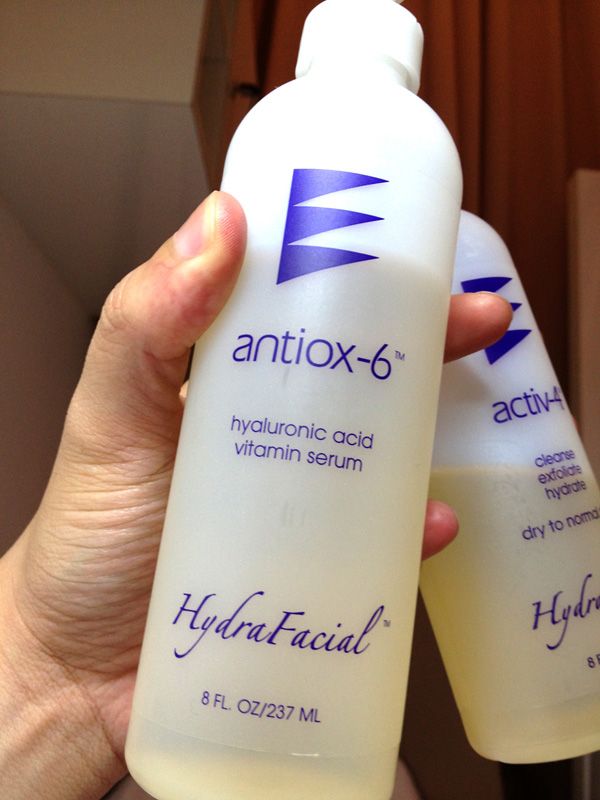 antiox-6™
hyaluronic acid
vitamin serum
HydraFacial™
8 FL. OZ/237 ML
activ-4
cleanse
exfoliate
hydrate
dry to normal
8